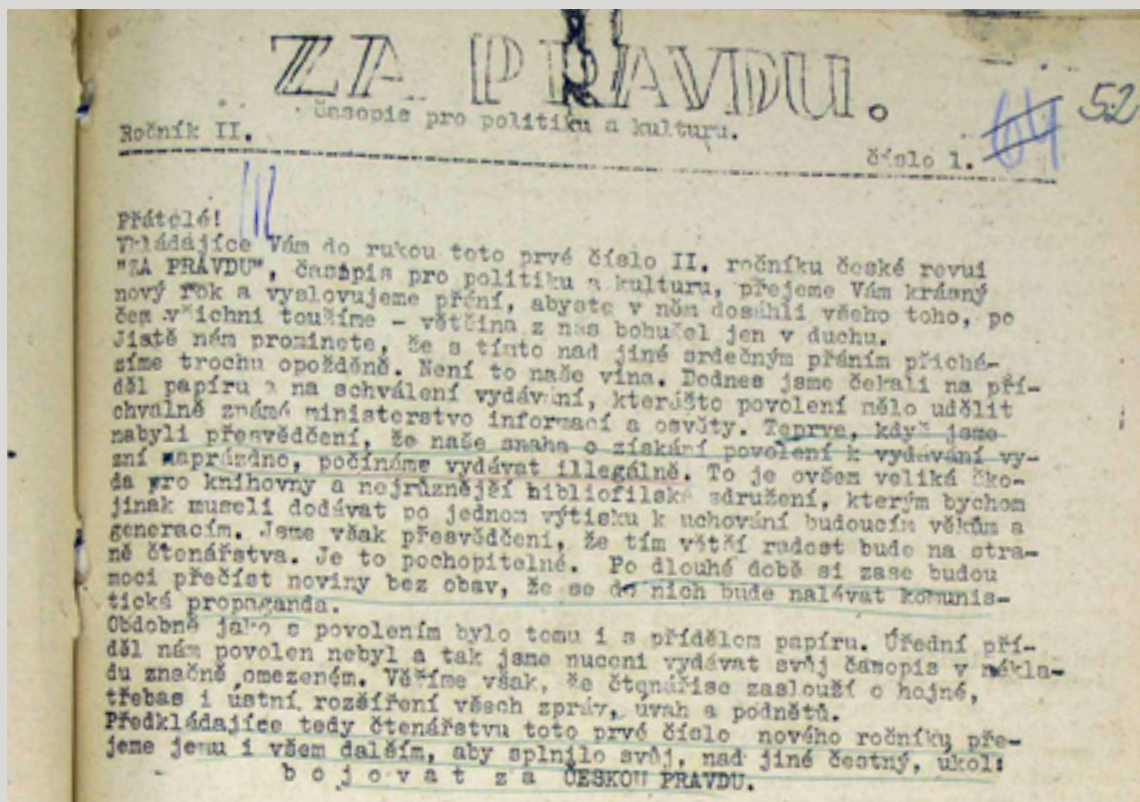 ZA PRAVDU.
časopis pro politiku a kulturu.
Ročník II.
číslo 1. 64 52
Přátelé!
Vkládajíce Vám do rukou toto prvé číslo II. ročníku české revui
"ZA PRAVDU", časopis pro politiku a kulturu, přejeme Vám krásný
nový rok a vyslovujeme přání, abyste v něm dosáhli všeho toho, po
čem všichni toužíme - většina z nás bohužel jen v duchu.
Jistě nám prominete, že s tímto nad jiné srdečným přáním přichá-
zíme trochu opožděně. Není to naše vina. Dodnes jsme čekali na pří-
děl papíru a na schválení vydávání, kterážto povolení mělo udělit
chvalně známé ministerstvo informací a osvěty. Teprve, když jsme
nabyli přesvědčení, že naše snaha o získání povolení k vydávání vy-
zní naprázdno, počínáme vydávat illegálně. To je ovšem veliká ško-
da pro knihovny a nejrůznější bibliofilské sdružení, kterým bychom
jinak museli dodávat po jednom výtisku k uchování budoucím věkům a
generacím. Jsme však přesvědčeni, že tím větší radost bude na stra-
ně čtenářstva. Je to pochopitelné. Po dlouhé době si zase budou
moci přečíst noviny bez obav, že se do nich bude nalávat komunis-
tická propaganda.
Obdobně jako s povolením bylo tomu i s přídělem papíru. Úřední pří-
děl nám povolen nebyl a tak jsme nuceni vydávat svůj časopis v nákla-
du značně omezeném. Věříme však, že čtenářise zaslouží o hojné,
třebas i ústní rozšíření všech zpráv, úvah a podnětů.
Předkládajíce tedy čtenářstvu toto prvé číslo nového ročníku pře-
jeme jemu i všem dalším, aby splnilo svůj, nad jiné čestný, ukol:
b o j o v a t z a ČESKOU PRAVDU.